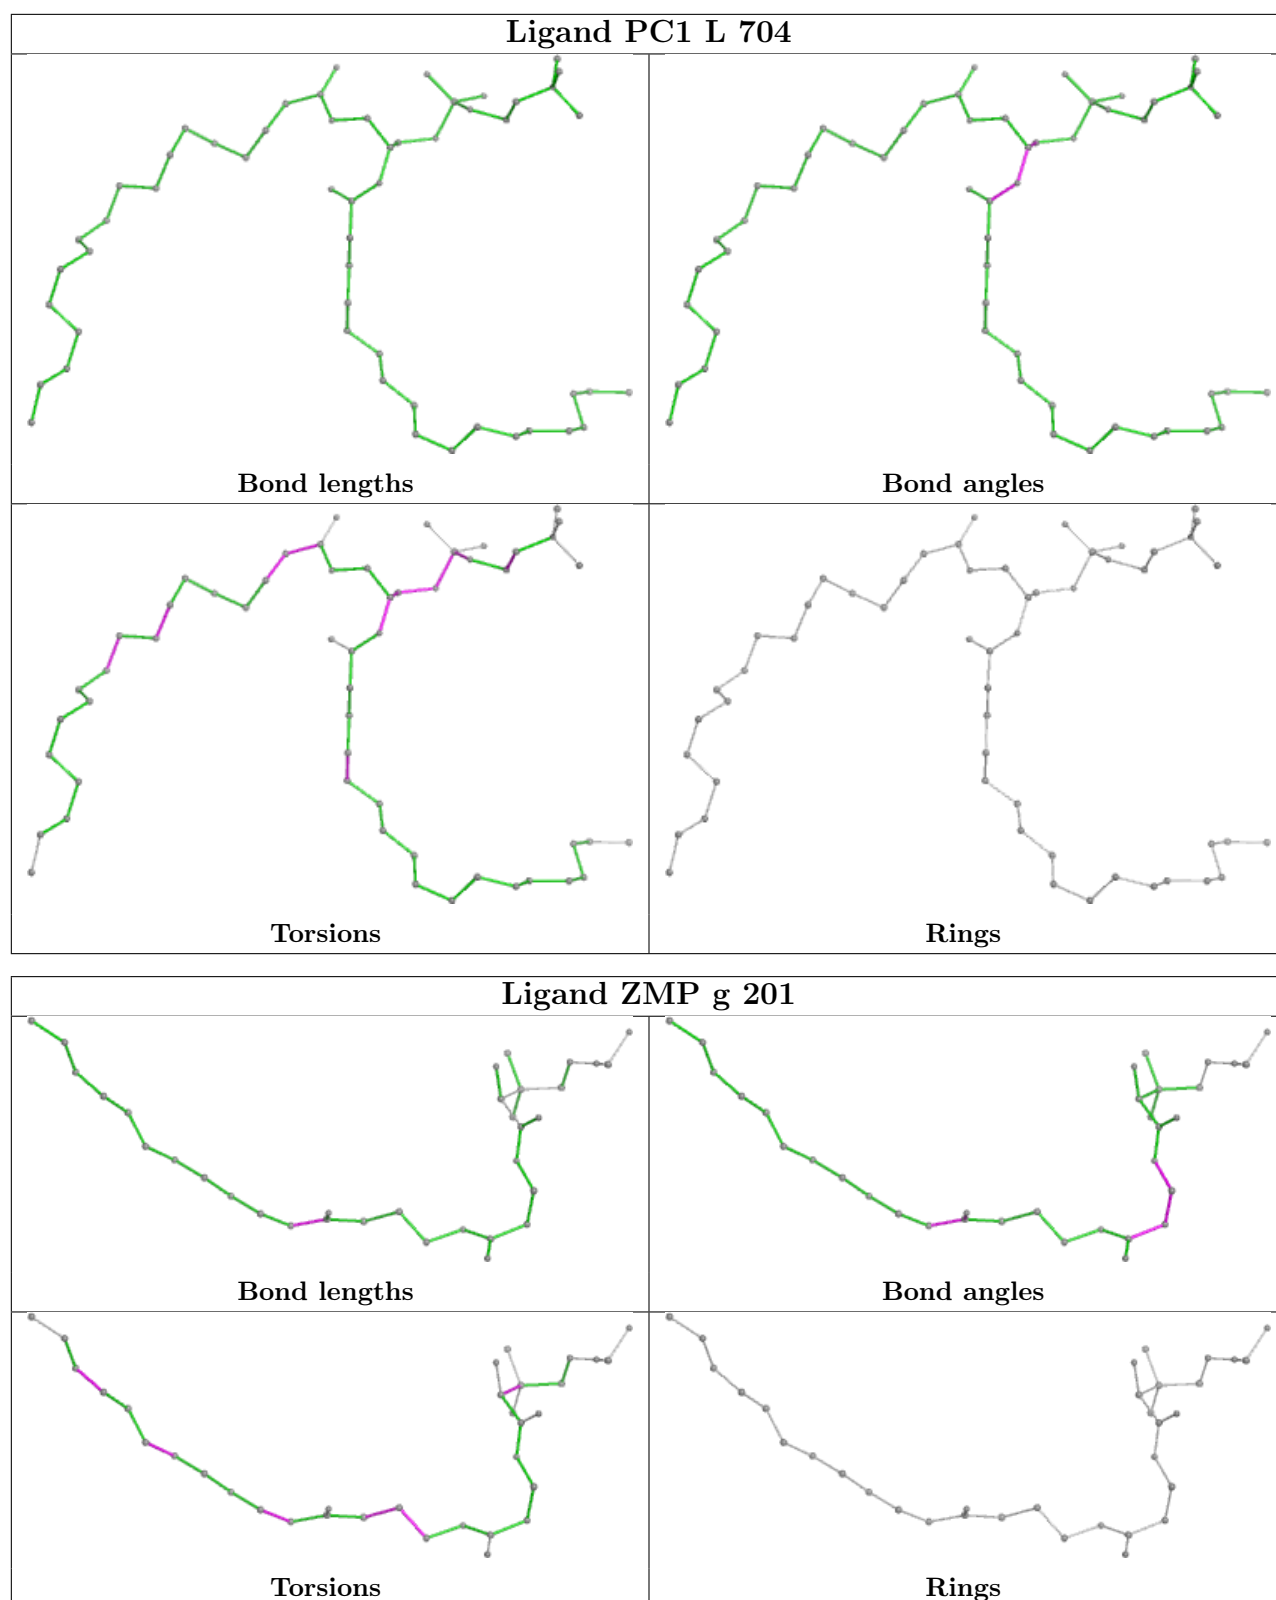 Ligand PC1 L 704
Bond lengths
Bond angles
Torsions
Rings
Ligand ZMP g 201
Bond lengths
Bond angles
Torsions
Rings